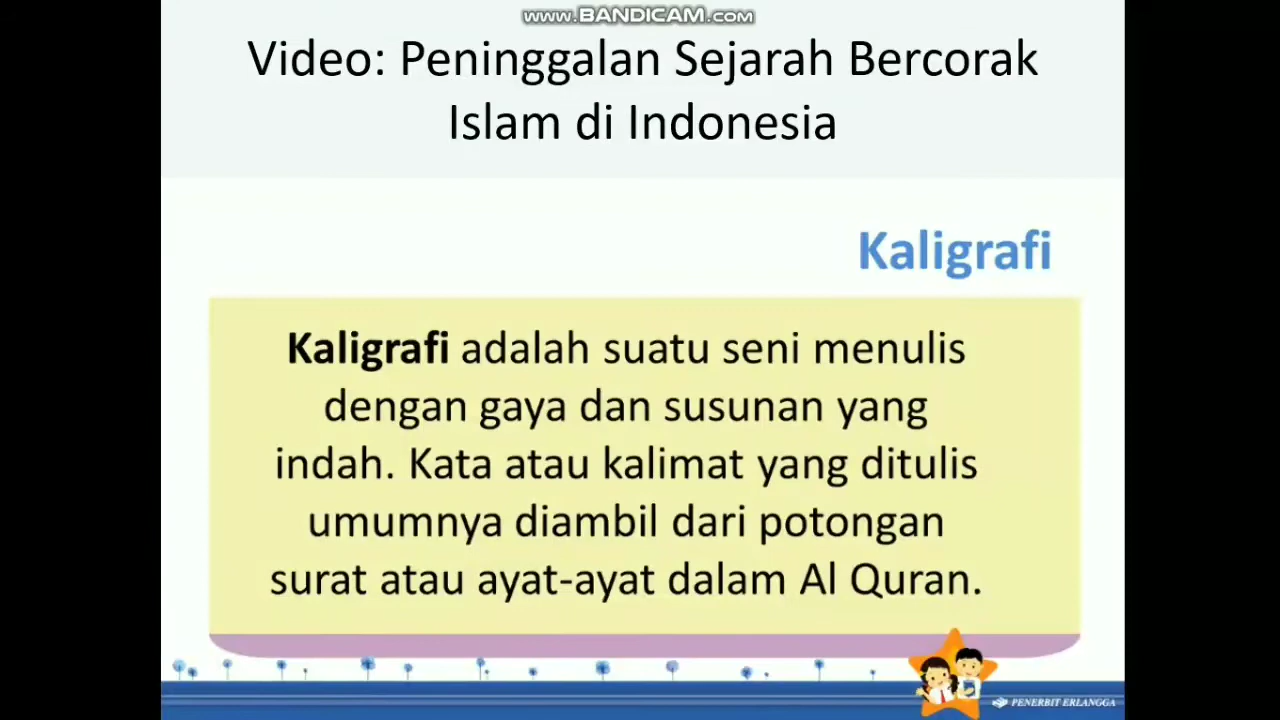 www.BANDICAM.com
Video: Peninggalan Sejarah Bercorak
Islam di Indonesia
Kaligrafi
Kaligrafi adalah suatu seni menulis
dengan gaya dan susunan yang
indah. Kata atau kalimat yang ditulis
umumnya diambil dari potongan
surat atau ayat-ayat dalam Al Quran.
PENERBIT ERLANGGA